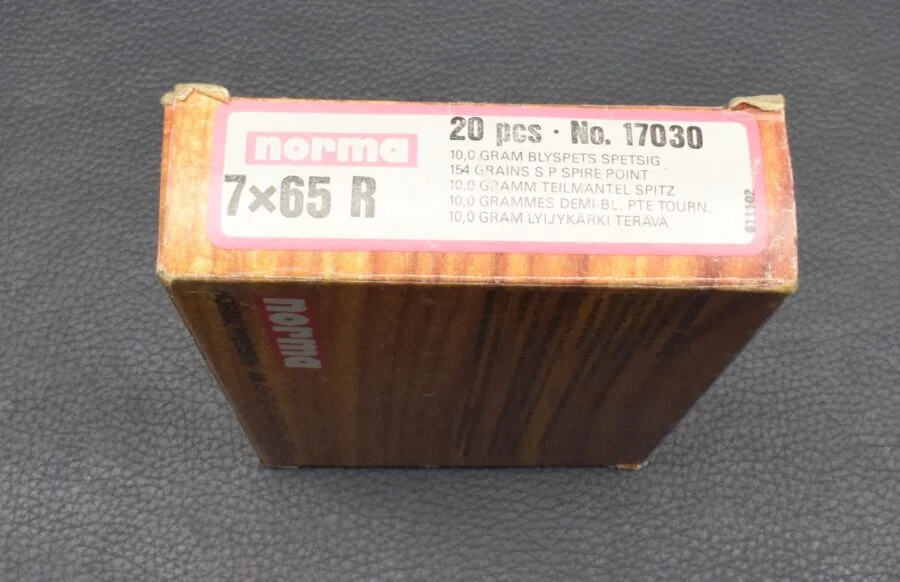 norma
7×65 R
20 pcs · No. 17030
10,0 GRAM BLYSPETS SPETSIG
154 GRAINS S P SPIRE POINT
10,0 GRAMM TEILMANTEL SPITZ
10,0 GRAMMES DEMI-BL. PTE TOURN.
10,0 GRAM LYIJYKÄRKI TERÄVÄ
611102
norma